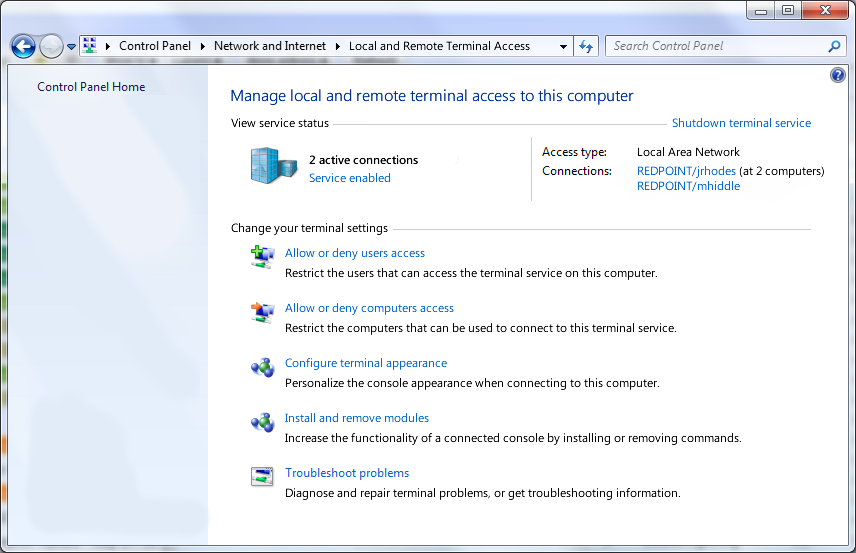 Control Panel Network and Internet Local and Remote Terminal Access Search Control Panel
Control Panel Home
Manage local and remote terminal access to this computer
View service status Shutdown terminal service
2 active connections
Service enabled
Access type: Local Area Network
Connections: REDPOINT/jrhodes (at 2 computers)
REDPOINT/mhiddle
Change your terminal settings
Allow or deny users access
Restrict the users that can access the terminal service on this computer.
Allow or deny computers access
Restrict the computers that can be used to connect to this terminal service.
Configure terminal appearance
Personalize the console appearance when connecting to this computer.
Install and remove modules
Increase the functionality of a connected console by installing or removing commands.
Troubleshoot problems
Diagnose and repair terminal problems, or get troubleshooting information.